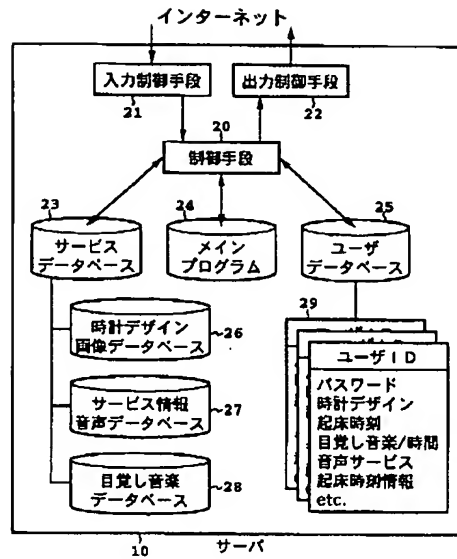 インターネット
入力制御手段
21
出力制御手段
22
20
制御手段
23
サービス
データベース
24
メイン
プログラム
25
ユーザ
データベース
時計デザイン
画像データベース
26
サービス情報
音声データベース
27
目覚し音楽
データベース
28
29
ユーザID
パスワード
時計デザイン
起床時刻
目覚し音楽/時間
音声サービス
起床時刻情報
etc.
10
サーバ